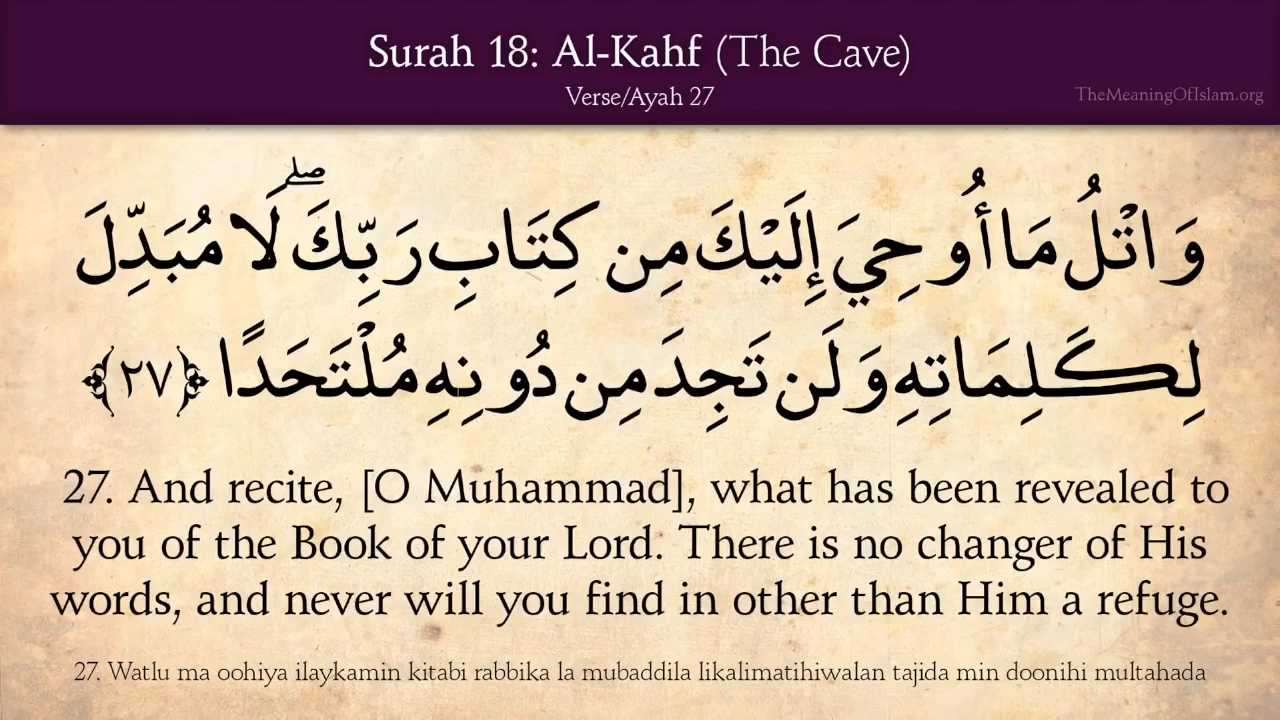 Surah 18: Al-Kahf (The Cave)
Verse/Ayah 27
TheMeaningOfIslam.org
وَاتْلُ مَا أُوحِيَ إِلَيْكَ مِن كِتَابِ رَبِّكَ ۖ لَا مُبَدِّلَ
لِكَلِمَاتِهِ وَلَن تَجِدَ مِن دُونِهِ مُلْتَحَدًا ﴿٢٧﴾
27. And recite, [O Muhammad], what has been revealed to
you of the Book of your Lord. There is no changer of His
words, and never will you find in other than Him a refuge.
27. Watlu ma oohiya ilaykamin kitabi rabbika la mubaddila likalimatihiwalan tajida min doonihi multahada